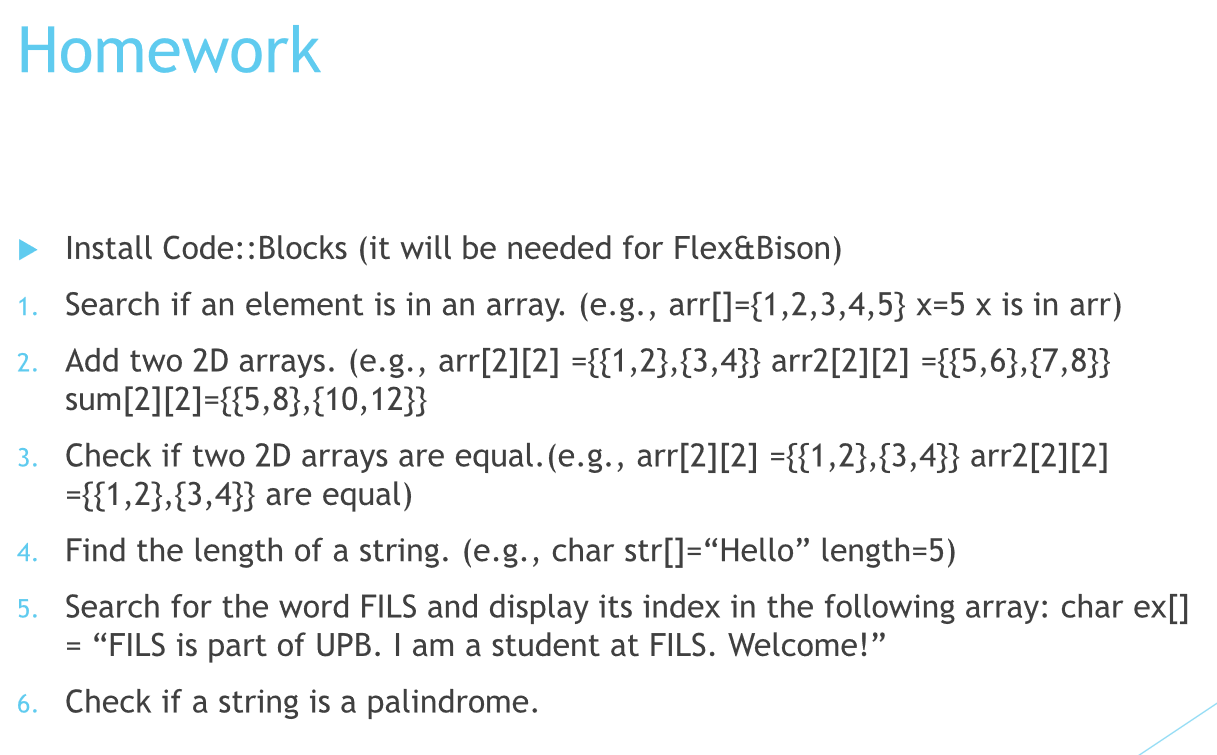 Homework
Install Code::Blocks (it will be needed for Flex&Bison)
1. Search if an element is in an array. (e.g., arr[]={1,2,3,4,5} x=5 x is in arr)
2. Add two 2D arrays. (e.g., arr[2][2] ={{1,2},{3,4}} arr2[2][2] ={{5,6},{7,8}}
sum[2][2]={{5,8},{10,12}}
3. Check if two 2D arrays are equal.(e.g., arr[2][2] ={{1,2},{3,4}} arr2[2][2]
={{1,2},{3,4}} are equal)
4. Find the length of a string. (e.g., char str[]=“Hello” length=5)
5. Search for the word FILS and display its index in the following array: char ex[]
= “FILS is part of UPB. I am a student at FILS. Welcome!”
6. Check if a string is a palindrome.